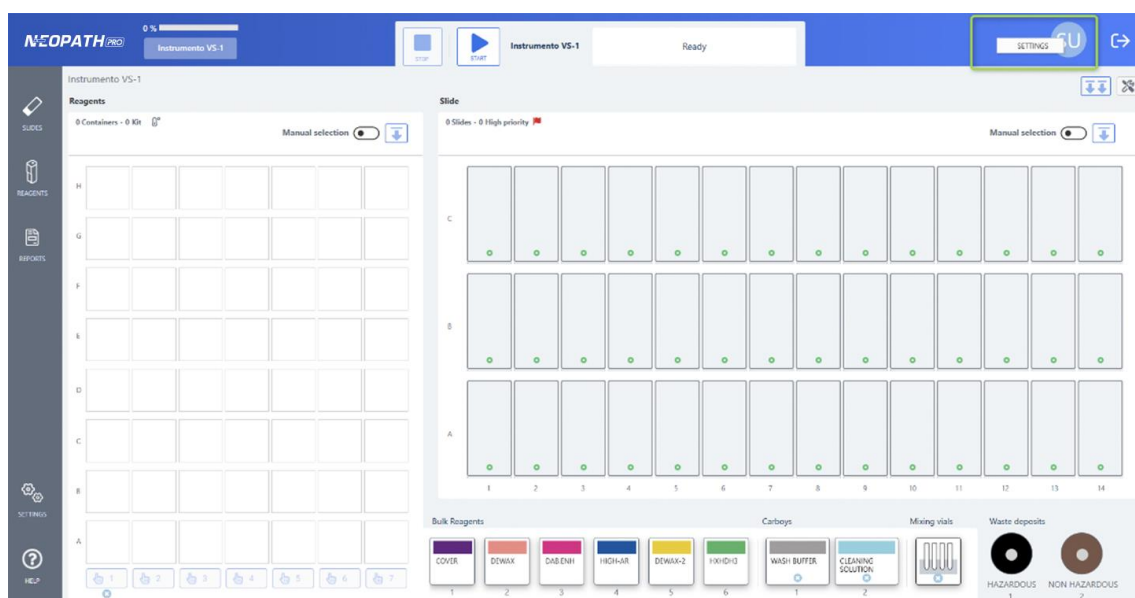 NEOPATH PRO
0 %
Instrumento VS-1
STOP
START
Instrumento VS-1
Ready
SETTINGS
SU
Instrumento VS-1
SLIDES
REAGENTS
REPORTS
SETTINGS
HELP
Reagents
0 Containers - 0 Kit
Manual selection
H
G
F
E
D
C
B
A
1 2 3 4 5 6 7
Slide
0 Slides - 0 High priority
Manual selection
C
B
A
1 2 3 4 5 6 7 8 9 10 11 12 13 14
Bulk Reagents
COVER DEWAX DAB ENH HIGH-AR DEWAX-2
1 2 3 4 5 6
Carboys
WASH BUFFER
CLEANING
SOLUTION
1 2
Mixing vials
Waste deposits
HAZARDOUS NON HAZARDOUS
1 2